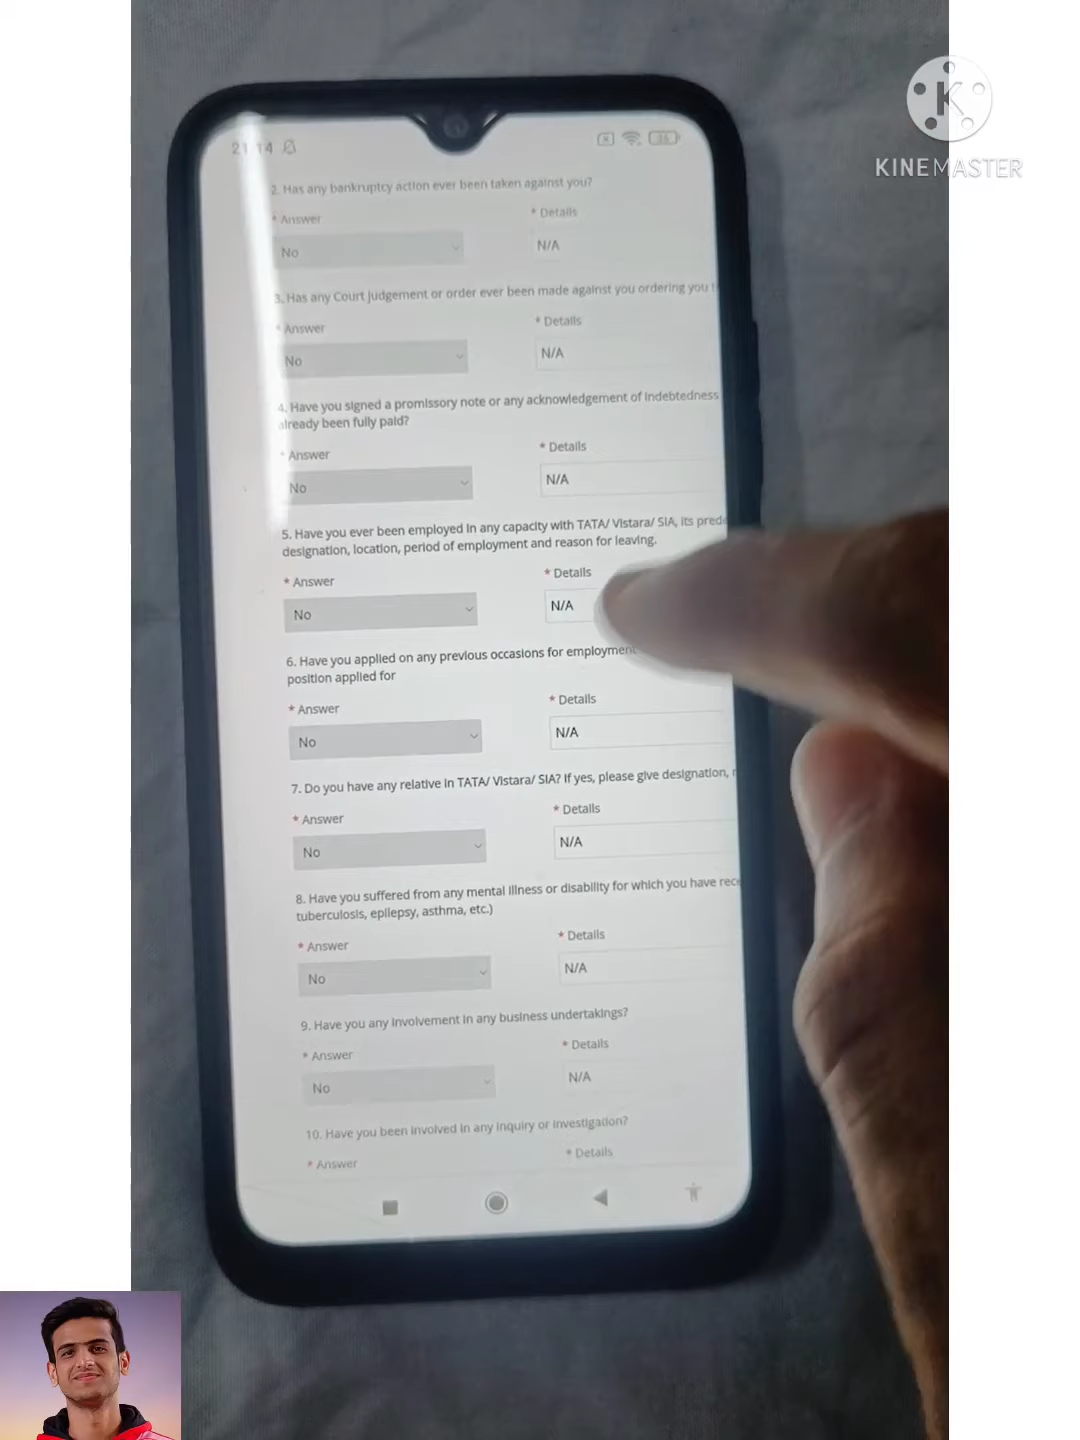 21 14
36
2. Has any bankruptcy action ever been taken against you?
* Answer
* Details
No
N/A
3. Has any Court judgement or order ever been made against you ordering you
* Answer
* Details
No
N/A
4. Have you signed a promissory note or any acknowledgement of indebtedness
already been fully paid?
* Answer
* Details
No
N/A
5. Have you ever been employed in any capacity with TATA/ Vistara/ SIA, its
designation, location, period of employment and reason for leaving.
* Answer
* Details
No
N/A
6. Have you applied on any previous occasions for
position applied for
* Answer
* Details
No
N/A
7. Do you have any relative in TATA/ Vistara/ SIA? If yes, please give designation,
* Answer
* Details
No
N/A
8. Have you suffered from any mental illness or disability for which you have
tuberculosis, epilepsy, asthma, etc.)
* Answer
* Details
No
N/A
9. Have you any involvement in any business undertakings?
* Answer
* Details
No
N/A
10. Have you been involved in any inquiry or investigation?
* Answer
* Details
K
KINEMASTER